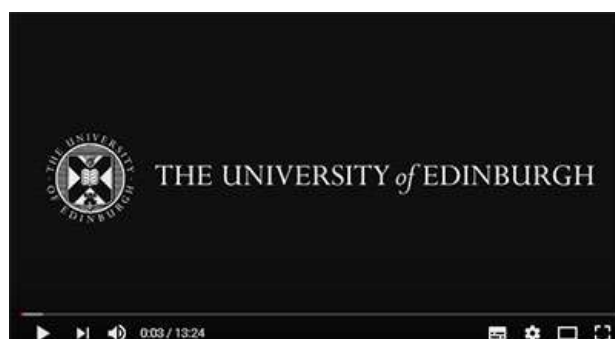 THE UNIVERSITY
OF EDINBURGH
THE UNIVERSITY of EDINBURGH
0:03 / 13:24